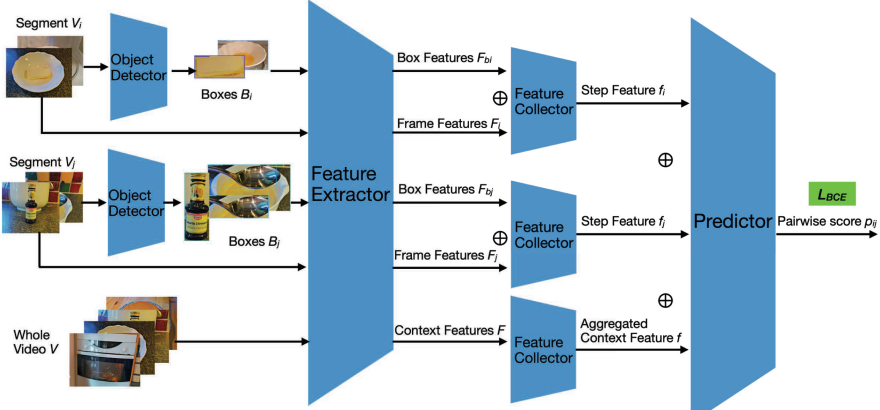 Segment Vi
Object
Detector
Boxes Bi
Segment Vj
Object
Detector
Boxes Bj
Whole
Video V
Feature
Extractor
Box Features Fbi
Frame Features Fi
Box Features Fbj
Frame Features Fj
Context Features F
⊕
Feature
Collector
⊕
Feature
Collector
Feature
Collector
Step Feature fi
⊕
Step Feature fj
⊕
Aggregated
Context Feature f
Predictor
LBCE
Pairwise score pij